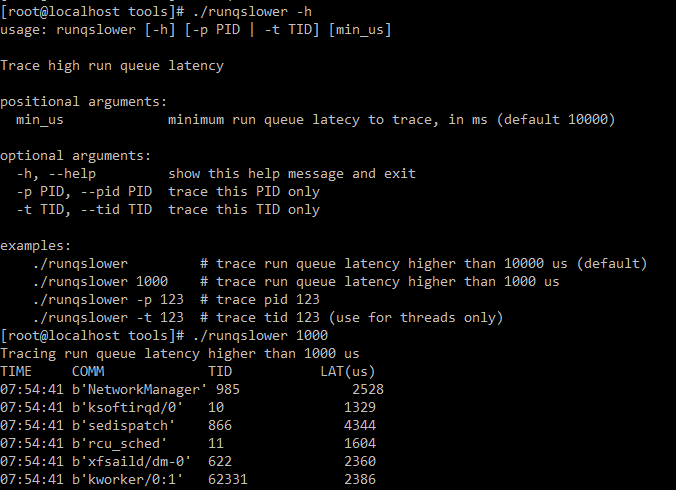 [root@localhost tools]# ./runqslower -h
usage: runqslower [-h] [-p PID | -t TID] [min_us]
Trace high run queue latency
positional arguments:
  min_us                minimum run queue latecy to trace, in ms (default 10000)
optional arguments:
  -h, --help         show this help message and exit
  -p PID, --pid PID  trace this PID only
  -t TID, --tid TID  trace this TID only
examples:
    ./runqslower         # trace run queue latency higher than 10000 us (default)
    ./runqslower 1000    # trace run queue latency higher than 1000 us
    ./runqslower -p 123  # trace pid 123
    ./runqslower -t 123  # trace tid 123 (use for threads only)
[root@localhost tools]# ./runqslower 1000
Tracing run queue latency higher than 1000 us
TIME     COMM             TID             LAT(us)
07:54:41 b'NetworkManager' 985               2528
07:54:41 b'ksoftirqd/0'   10              1329
07:54:41 b'sedispatch'    866             4344
07:54:41 b'rcu_sched'     11              1604
07:54:41 b'xfsaild/dm-0'  622             2360
07:54:41 b'kworker/0:1'   62331           2386